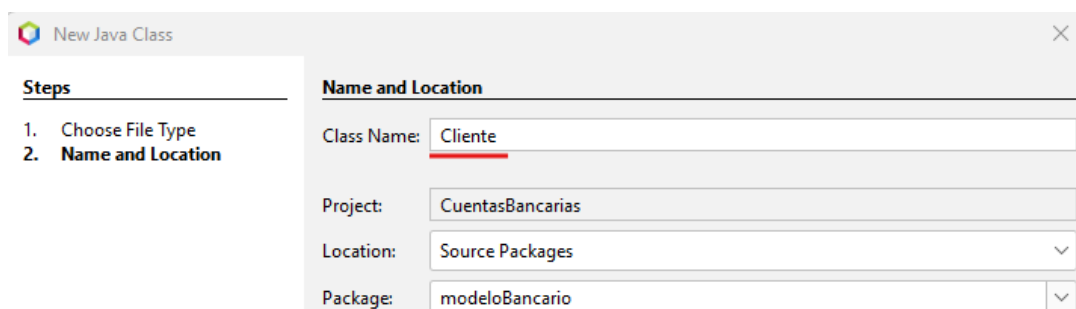 New Java Class
Steps
1. Choose File Type
2. Name and Location
Name and Location
Class Name: Cliente
Project: CuentasBancarias
Location: Source Packages
Package: modeloBancario